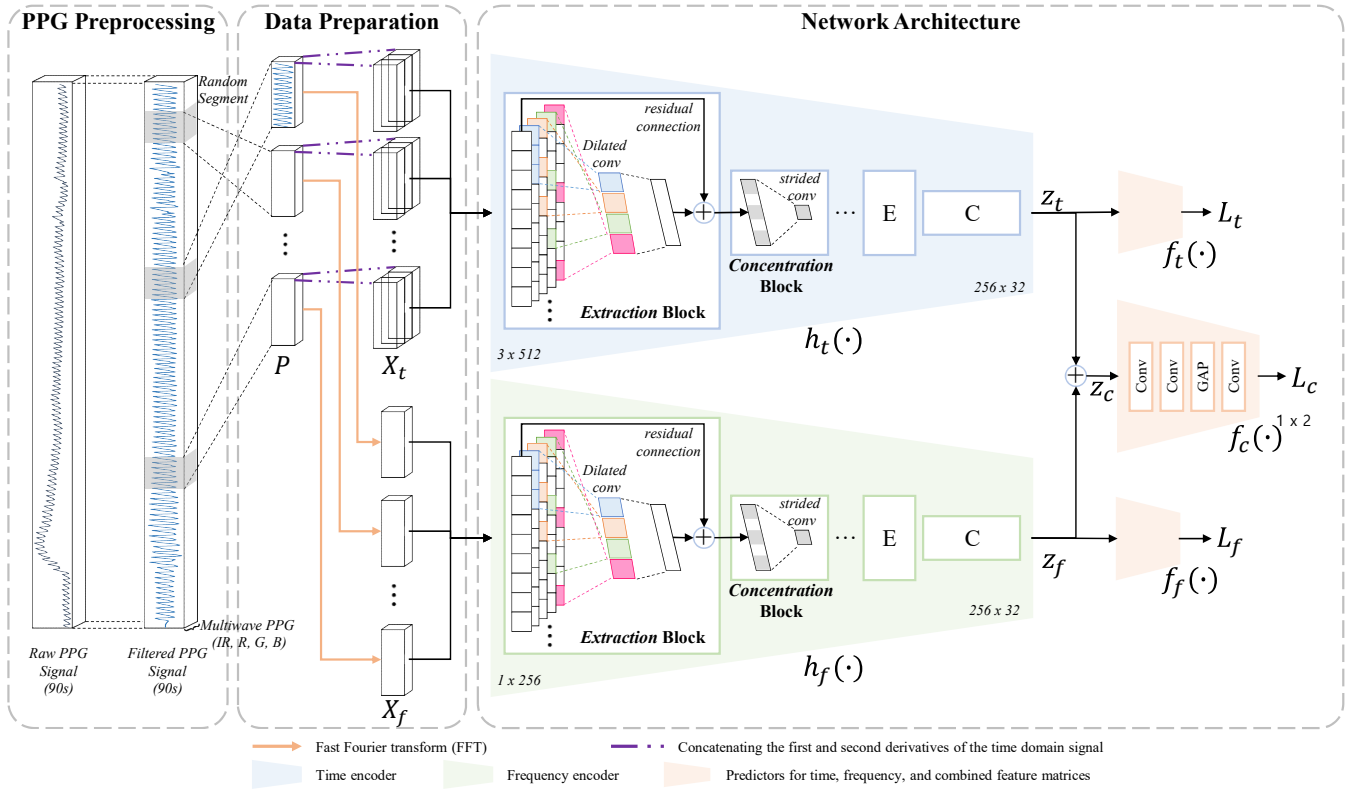 PPG Preprocessing
Data Preparation
Network Architecture
Random
Segment
Raw PPG
Signal
(90s)
Filtered PPG
Signal
(90s)
Multiwave PPG
(IR, R, G, B)
P
X_t
X_f
residual
connection
Dilated
conv
Extraction Block
3 x 512
strided
conv
Concentration
Block
...
E
C
256 x 32
h_t(·)
residual
connection
Dilated
conv
Extraction Block
1 x 256
strided
conv
Concentration
Block
...
E
C
256 x 32
h_f(·)
z_t
L_t
f_t(·)
z_c
Conv
Conv
GAP
Conv
L_c
f_c(·)
1 x 2
z_f
L_f
f_f(·)
Fast Fourier transform (FFT)
Concatenating the first and second derivatives of the time domain signal
Time encoder
Frequency encoder
Predictors for time, frequency, and combined feature matrices